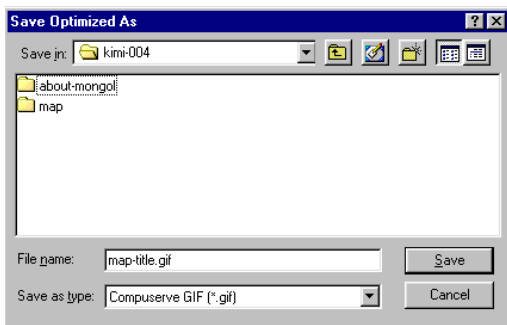 Save Optimized As
Save in: kimi-004
about-mongol
map
File name: map-title.gif Save
Save as type: Compuserve GIF (*.gif) Cancel